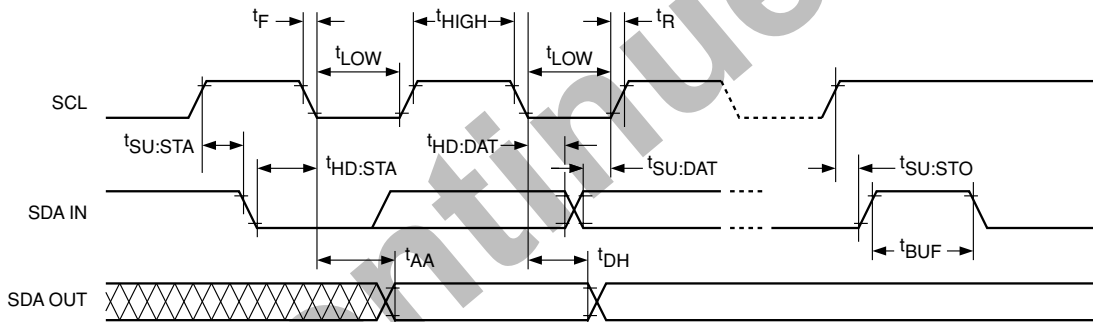 tF
tHIGH
tR
tLOW
tLOW
SCL
tSU:STA
tHD:STA
tHD:DAT
tSU:DAT
tSU:STO
SDA IN
tBUF
tAA
tDH
SDA OUT
ntinue